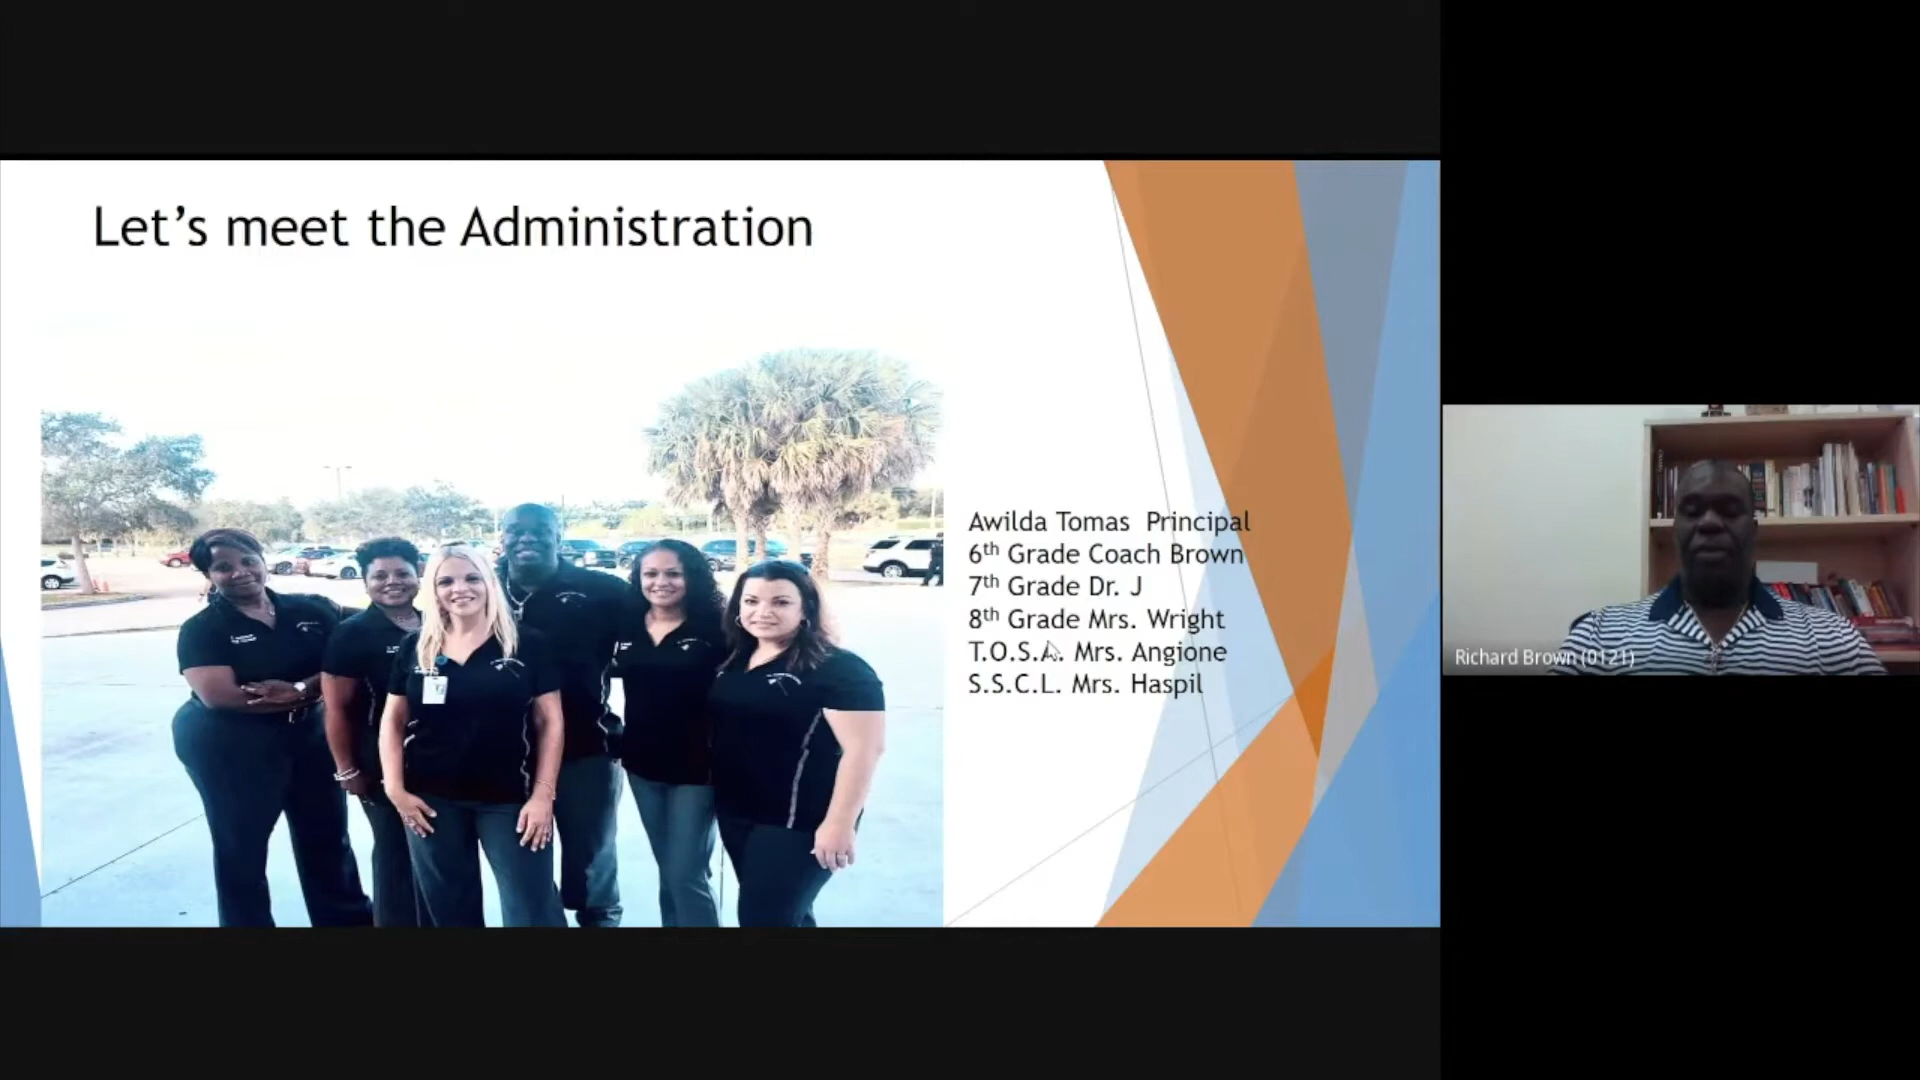 Let's meet the Administration
Awilda Tomas Principal
6th Grade Coach Brown
7th Grade Dr. J
8th Grade Mrs. Wright
T.O.S.A. Mrs. Angione
S.S.C.L. Mrs. Haspil
Richard Brown (0121)